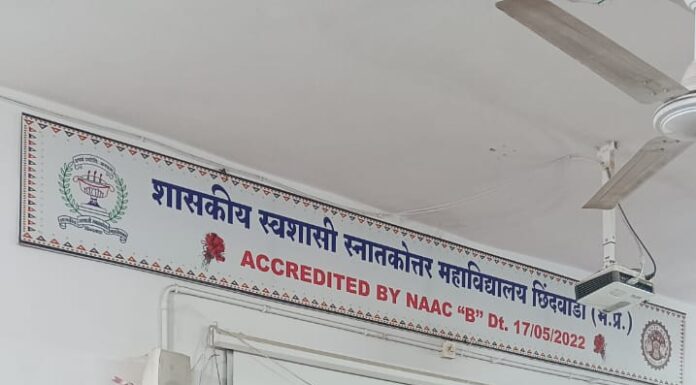 शासकीय स्वशासी स्नातकोत्तर महाविद्यालय छिंदवाडा (म.प्र.)
ACCREDITED BY NAAC “B” Dt. 17/05/2022